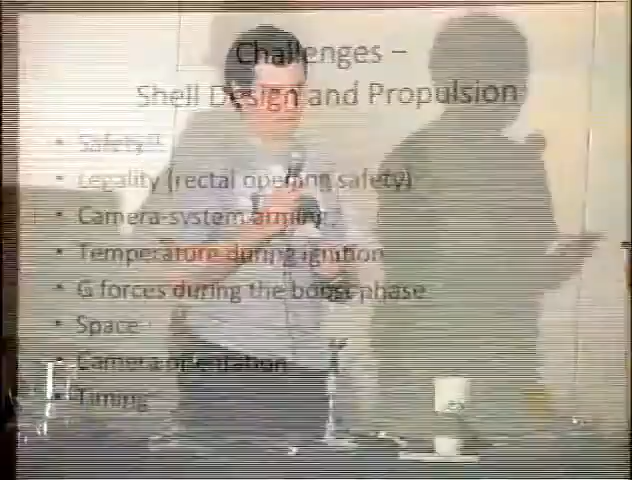 Challenges –
Shell Design and Propulsion
• Safety!!
• Legality (rectal opening safety)
• Camera-system arming
• Temperature during ignition
• G forces during the boost phase
• Space
• Camera orientation
• Timing